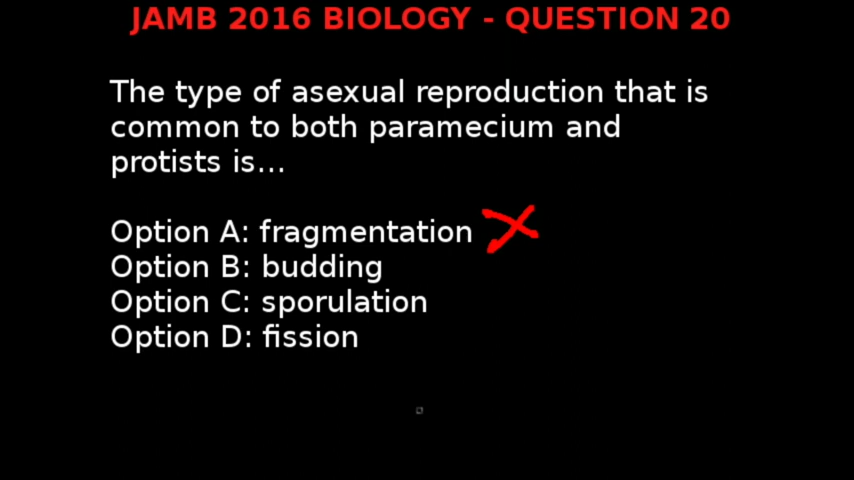 JAMB 2016 BIOLOGY - QUESTION 20
The type of asexual reproduction that is
common to both paramecium and
protists is...
Option A: fragmentation
Option B: budding
Option C: sporulation
Option D: fission